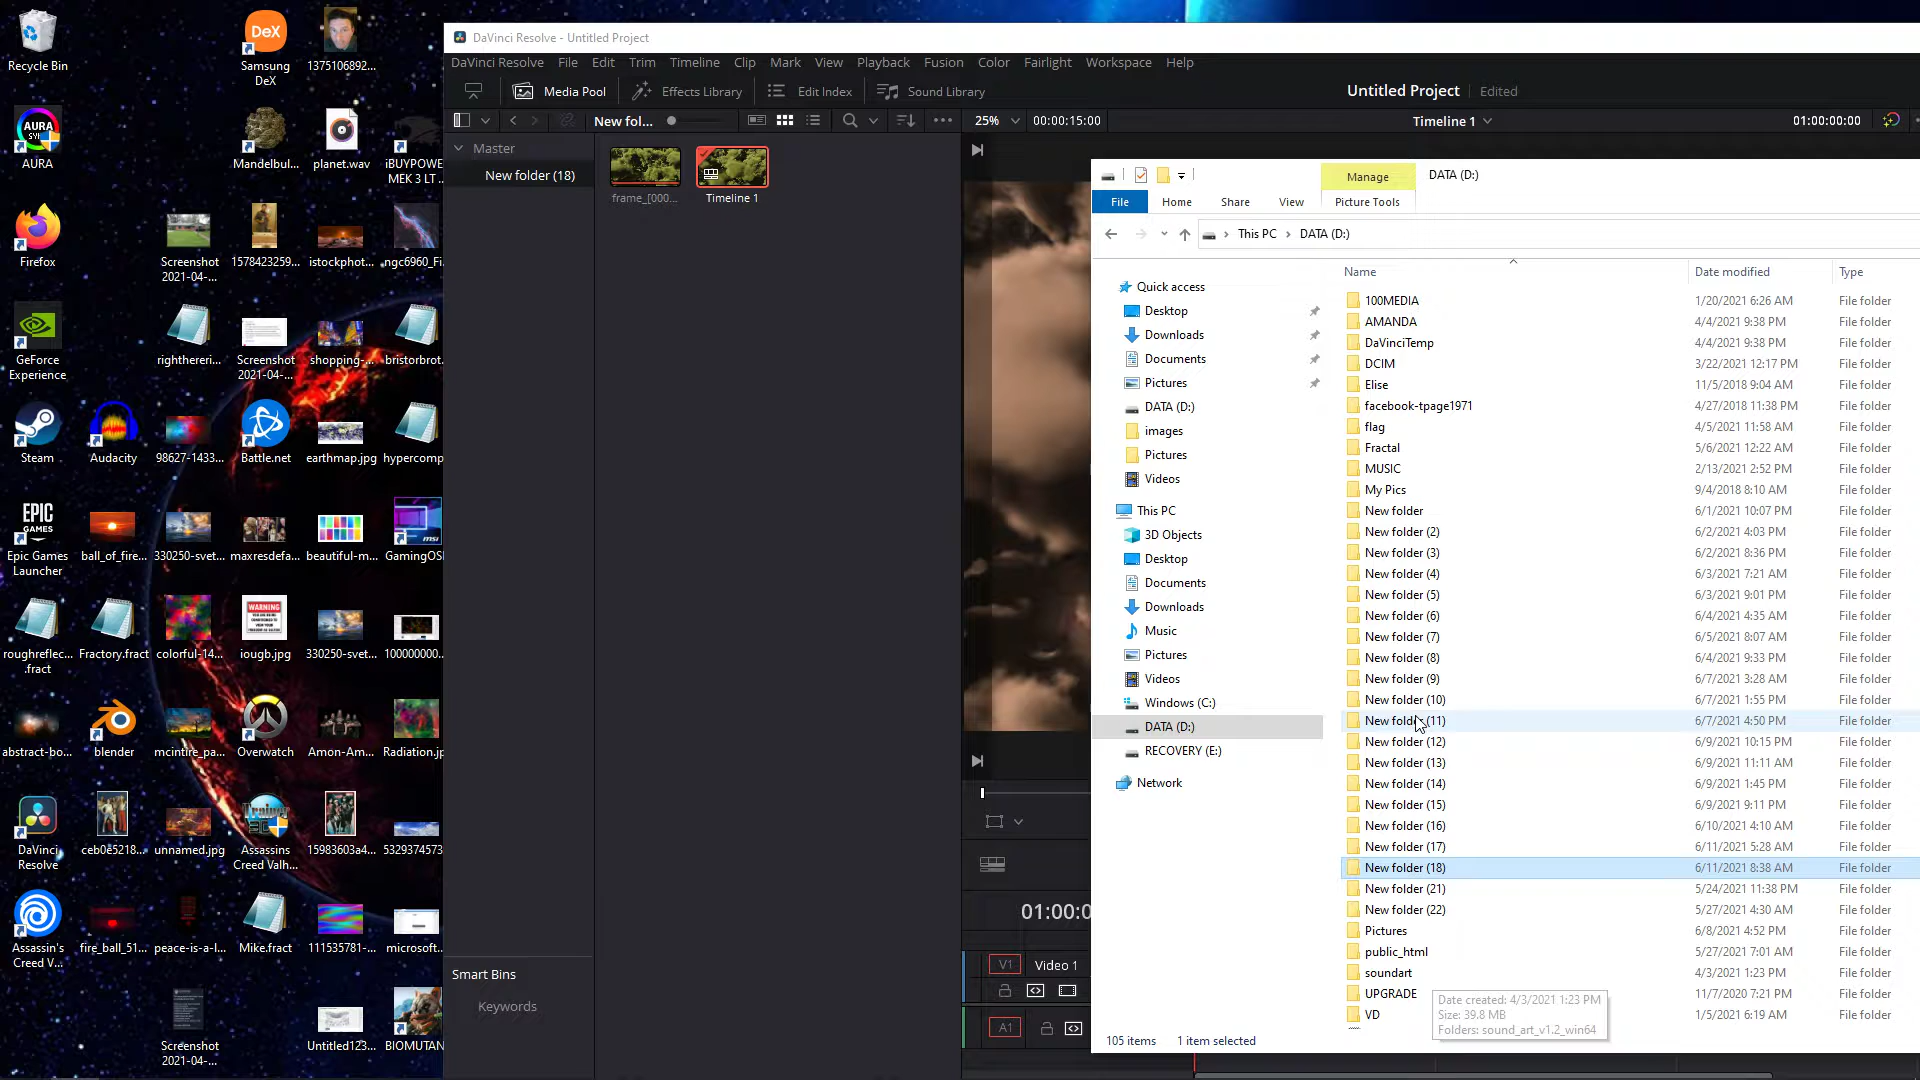 Recycle Bin
AURA
Firefox
GeForce
Experience
Steam
Epic Games
Launcher
roughreflec...
.fract
abstract-bo...
DaVinci
Resolve
Assassin's
Creed V...
Audacity
ball_of_fire...
Fractory.fract
blender
ceb0e5218...
fire_ball_51...
Screenshot
2021-04-...
rightherei...
98627-1433...
330250-svet...
colorful-14...
mcintire_pa...
unnamed.jpg
peace-is-a-l...
Screenshot
2021-04-...
Samsung
DeX
Mandelbul...
1578423259...
Screenshot
2021-04-...
Battle.net
maxresdefa...
iougb.jpg
Overwatch
Assassins
Creed Valh...
Mike.fract
1375106892...
planet.wav
istockphot...
shopping-...
earthmap.jpg
beautiful-m...
330250-svet...
Amon-Am...
15983603a4...
111535781-...
Untitled123...
iBUYPOWE
MEK 3 LT ...
ngc6960_Fi
bristorbrot.
hypercomp
GamingOS
100000000.
Radiation.jp
5329374573
microsoft..
BIOMUTAN
DaVinci Resolve - Untitled Project
DaVinci Resolve File Edit Trim Timeline Clip Mark View Playback Fusion Color Fairlight Workspace Help
Media Pool Effects Library Edit Index Sound Library
Untitled Project Edited
New fol...
25% 00:00:15:00
Timeline 1
01:00:00:00
Master
New folder (18)
frame_[000...
Timeline 1
Smart Bins
Keywords
01:00:0
V1 Video 1
A1
Manage
DATA (D:)
File Home Share View Picture Tools
This PC DATA (D:)
Quick access
Desktop
Downloads
Documents
Pictures
DATA (D:)
images
Pictures
Videos
This PC
3D Objects
Desktop
Documents
Downloads
Music
Pictures
Videos
Windows (C:)
DATA (D:)
RECOVERY (E:)
Network
Name Date modified Type
100MEDIA 1/20/2021 6:26 AM File folder
AMANDA 4/4/2021 9:38 PM File folder
DaVinciTemp 4/4/2021 9:38 PM File folder
DCIM 3/22/2021 12:17 PM File folder
Elise 11/5/2018 9:04 AM File folder
facebook-tpage1971 4/27/2018 11:38 PM File folder
flag 4/5/2021 11:58 AM File folder
Fractal 5/6/2021 12:22 AM File folder
MUSIC 2/13/2021 2:52 PM File folder
My Pics 9/4/2018 8:10 AM File folder
New folder 6/1/2021 10:07 PM File folder
New folder (2) 6/2/2021 4:03 PM File folder
New folder (3) 6/2/2021 8:36 PM File folder
New folder (4) 6/3/2021 7:21 AM File folder
New folder (5) 6/3/2021 9:01 PM File folder
New folder (6) 6/4/2021 4:35 AM File folder
New folder (7) 6/5/2021 8:07 AM File folder
New folder (8) 6/4/2021 9:33 PM File folder
New folder (9) 6/7/2021 3:28 AM File folder
New folder (10) 6/7/2021 1:55 PM File folder
New folder (11) 6/7/2021 4:50 PM File folder
New folder (12) 6/9/2021 10:15 PM File folder
New folder (13) 6/9/2021 11:11 AM File folder
New folder (14) 6/9/2021 1:45 PM File folder
New folder (15) 6/9/2021 9:11 PM File folder
New folder (16) 6/10/2021 4:10 AM File folder
New folder (17) 6/11/2021 5:28 AM File folder
New folder (18) 6/11/2021 8:38 AM File folder
New folder (21) 5/24/2021 11:38 PM File folder
New folder (22) 5/27/2021 4:30 AM File folder
Pictures 6/8/2021 4:52 PM File folder
public_html 5/27/2021 7:01 AM File folder
soundart 4/3/2021 1:23 PM File folder
UPGRADE 11/7/2020 7:21 PM File folder
VD 1/5/2021 6:19 AM File folder
Date created: 4/3/2021 1:23 PM
Size: 39.8 MB
Folders: sound_art_v1.2_win64
105 items 1 item selected